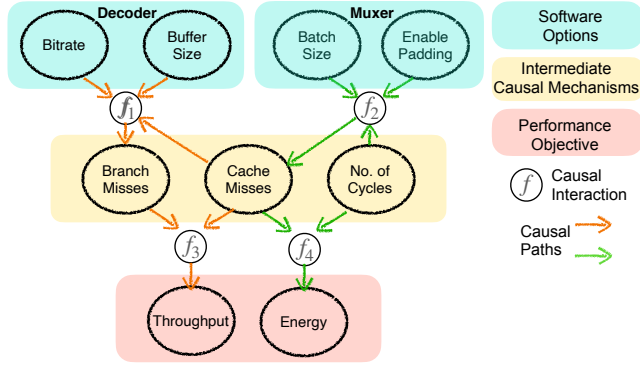 Decoder
Muxer
Bitrate
Buffer
Size
Batch
Size
Enable
Padding
Software
Options
f1
f2
Intermediate
Causal Mechanisms
Branch
Misses
Cache
Misses
No. of
Cycles
Performance
Objective
f
Causal
Interaction
f3
f4
Causal
Paths
Throughput
Energy